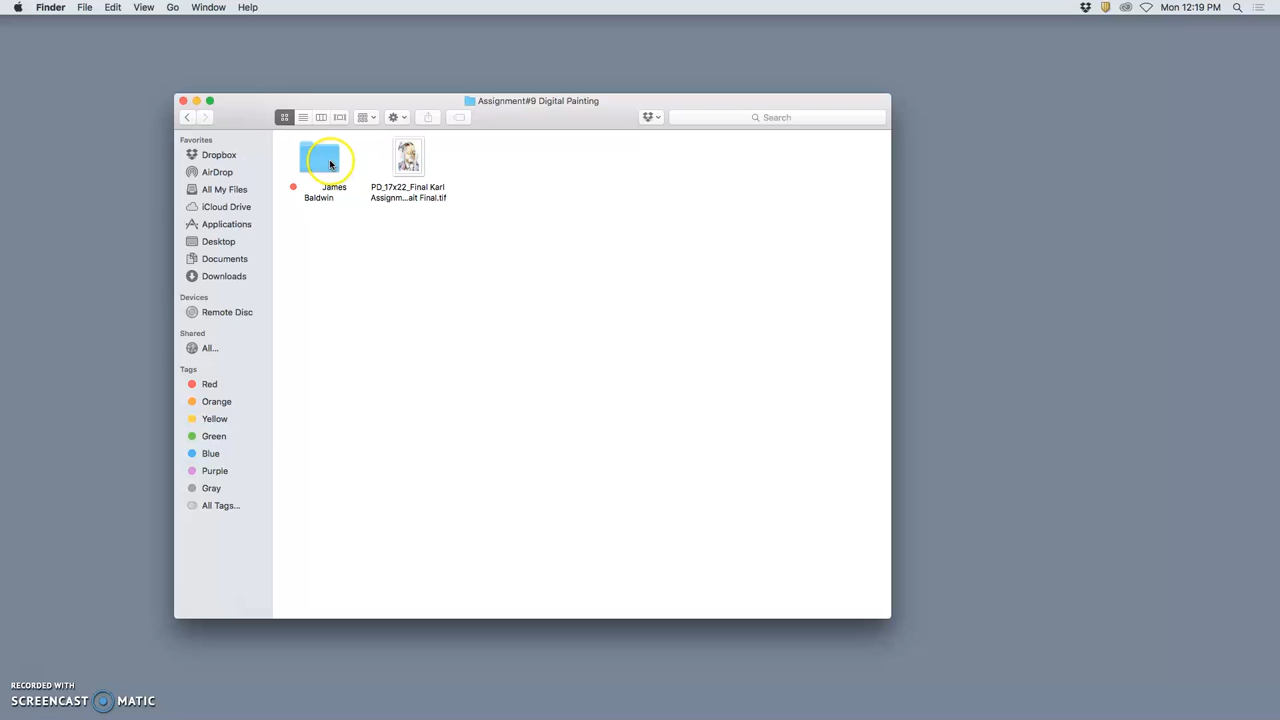 Finder File Edit View Go Window Help Mon 12:19 PM
Assignment#9 Digital Painting
Search
Favorites
Dropbox
AirDrop
All My Files
iCloud Drive
Applications
Desktop
Documents
Downloads
Devices
Remote Disc
Shared
All...
Tags
Red
Orange
Yellow
Green
Blue
Purple
Gray
All Tags...
James
Baldwin
PD_17x22_Final Karl
Assignm...ait Final.tif
RECORDED WITH
SCREENCAST MATIC